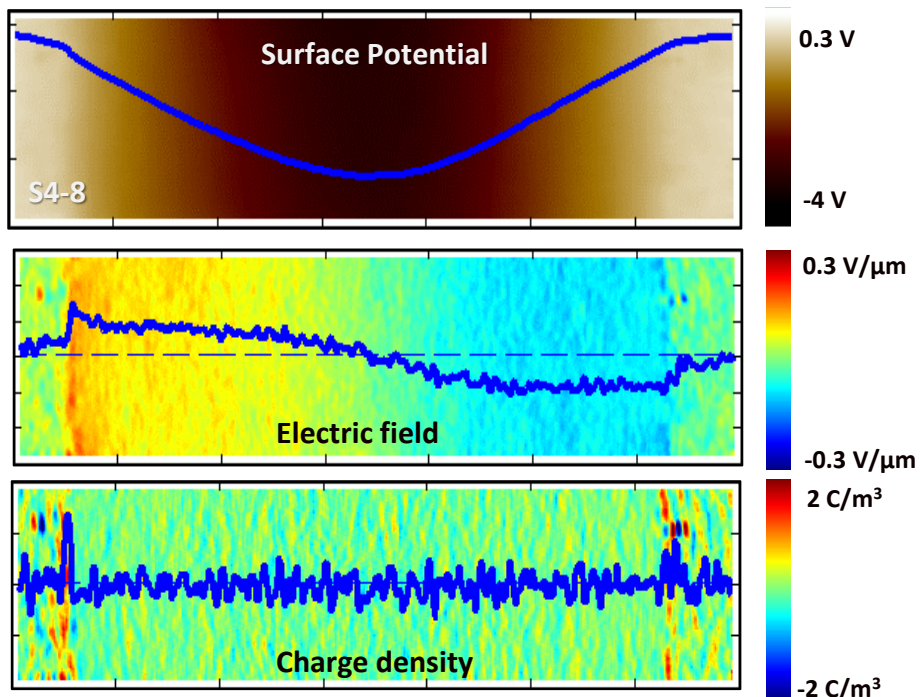 Surface Potential
S4-8
0.3 V
-4 V
Electric field
0.3 V/µm
-0.3 V/µm
Charge density
2 C/m³
-2 C/m³